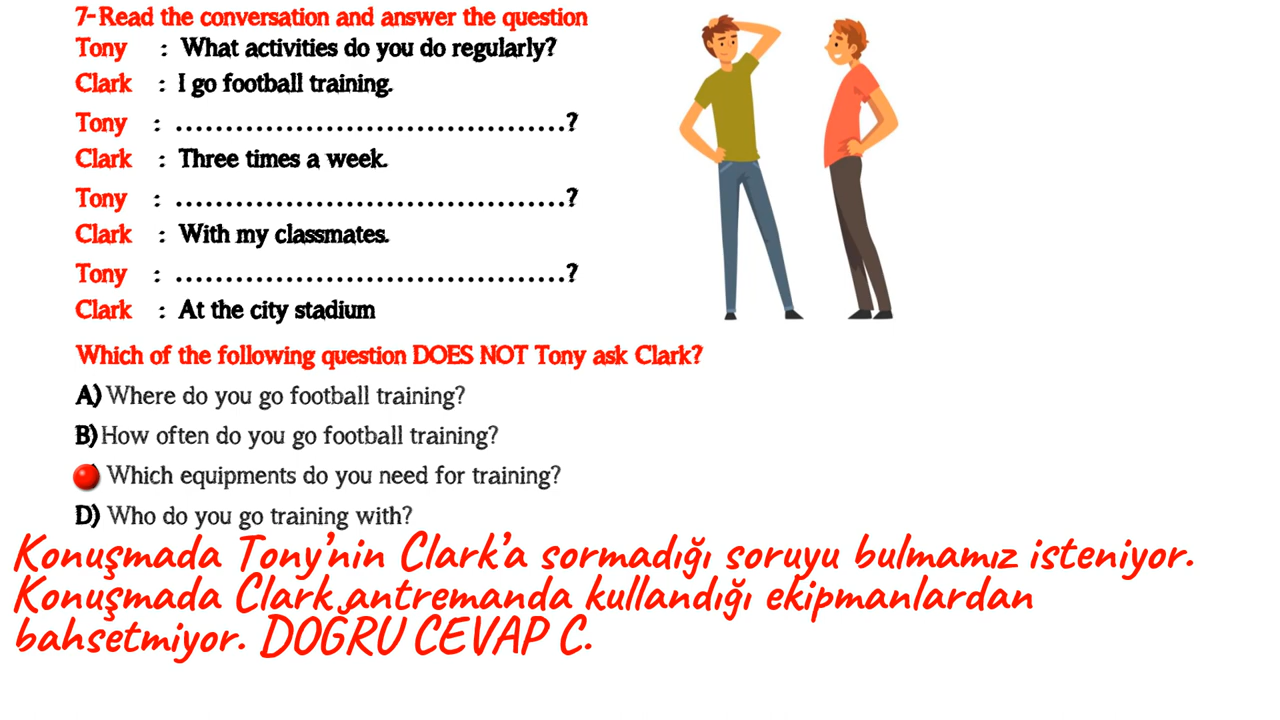 7-Read the conversation and answer the question
Tony : What activities do you do regularly?
Clark : I go football training.
Tony : .......................................?
Clark : Three times a week.
Tony : .......................................?
Clark : With my classmates.
Tony : .......................................?
Clark : At the city stadium
Which of the following question DOES NOT Tony ask Clark?
A) Where do you go football training?
B) How often do you go football training?
Which equipments do you need for training?
D) Who do you go training with?
Konuşmada Tony'nin Clark'a sormadığı soruyu bulmamız isteniyor.
Konuşmada Clark antremanda kullandığı ekipmanlardan
bahsetmiyor. DOĞRU CEVAP C.